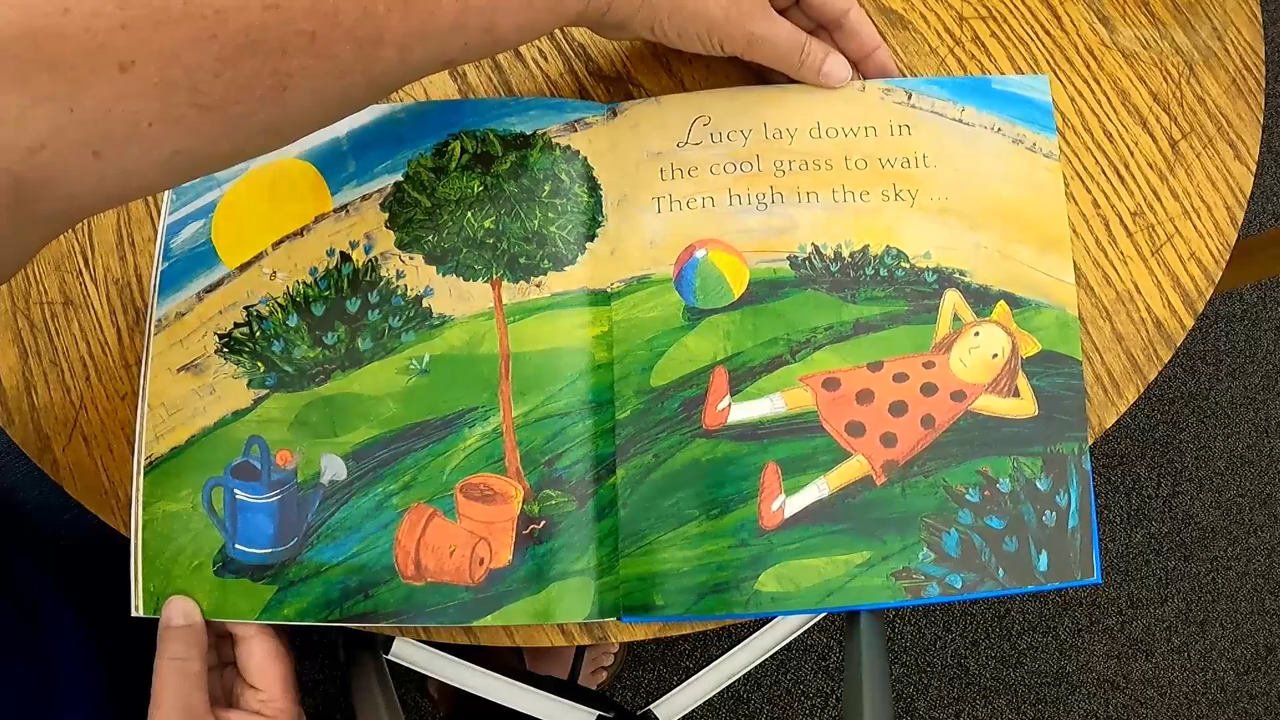 Lucy lay down in
the cool grass to wait.
Then high in the sky ...